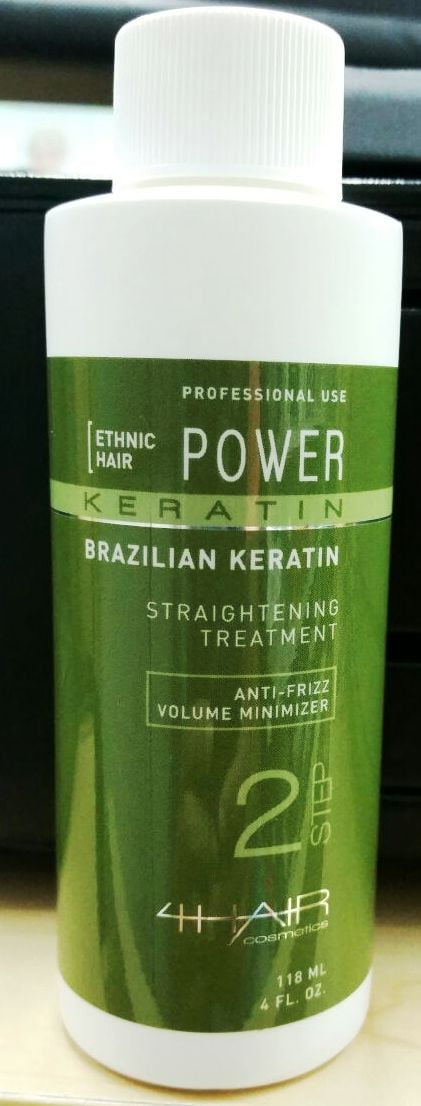 PROFESSIONAL USE
[ETHNIC
HAIR
POWER
KERATIN
BRAZILIAN KERATIN
STRAIGHTENING
TREATMENT
ANTI-FRIZZ
VOLUME MINIMIZER
2 STEP
4HAIR
cosmetics
118 ML
4 FL. OZ.